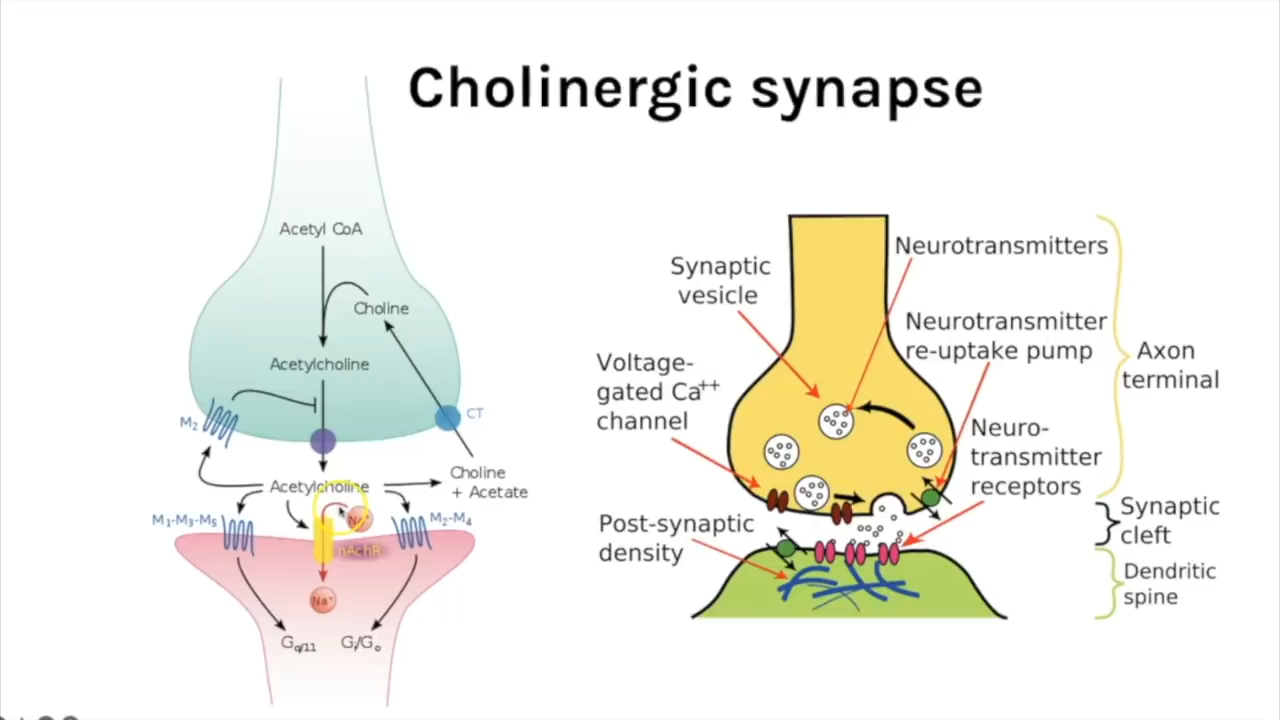 Cholinergic synapse
Acetyl CoA
Choline
Acetylcholine
M₂
CT
Acetylcholine
Choline
+ Acetate
M₁-M₃-M₅
Na⁺
M₂-M₄
nAchR
Na⁺
Gq/11
Gi/Go
Synaptic
vesicle
Neurotransmitters
Neurotransmitter
re-uptake pump
Voltage-
gated Ca⁺⁺
channel
Axon
terminal
Neuro-
transmitter
receptors
Post-synaptic
density
Synaptic
cleft
Dendritic
spine